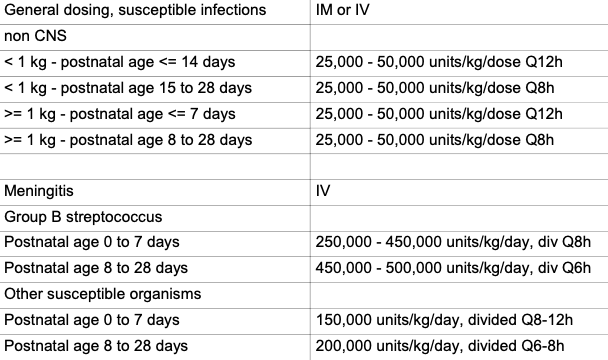 General dosing, susceptible infections IM or IV
non CNS
< 1 kg - postnatal age <= 14 days 25,000 - 50,000 units/kg/dose Q12h
< 1 kg - postnatal age 15 to 28 days 25,000 - 50,000 units/kg/dose Q8h
>= 1 kg - postnatal age <= 7 days 25,000 - 50,000 units/kg/dose Q12h
>= 1 kg - postnatal age 8 to 28 days 25,000 - 50,000 units/kg/dose Q8h
Meningitis IV
Group B streptococcus
Postnatal age 0 to 7 days 250,000 - 450,000 units/kg/day, div Q8h
Postnatal age 8 to 28 days 450,000 - 500,000 units/kg/day, div Q6h
Other susceptible organisms
Postnatal age 0 to 7 days 150,000 units/kg/day, divided Q8-12h
Postnatal age 8 to 28 days 200,000 units/kg/day, divided Q6-8h